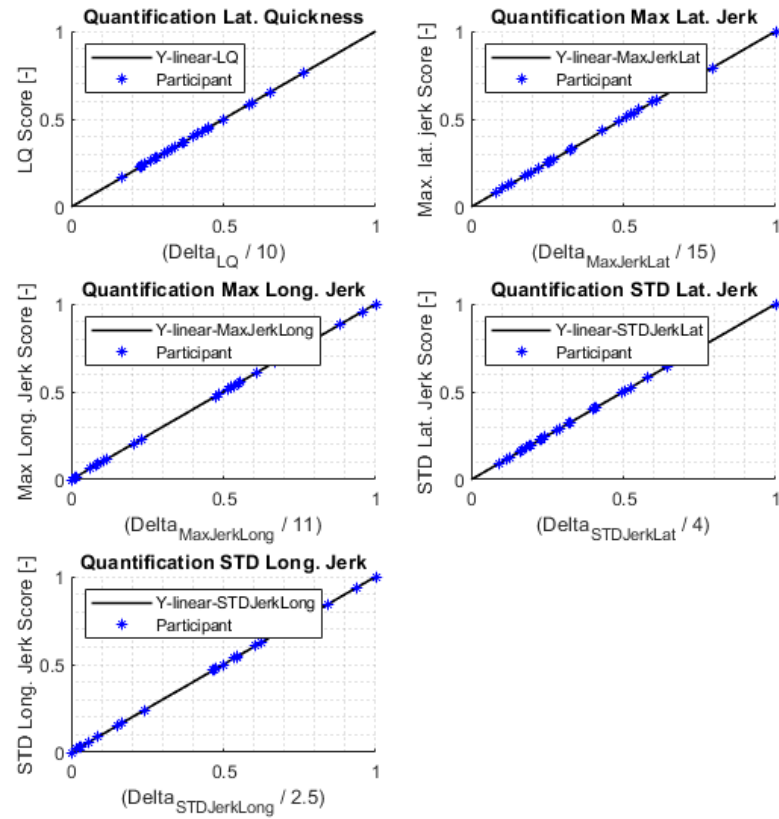 Quantification Lat. Quickness
LQ Score [-]
1
0.5
0
Y-linear-LQ
Participant
0
0.5
1
(Delta_LQ / 10)
Quantification Max Lat. Jerk
Max. lat. jerk Score [-]
1
0.5
0
Y-linear-MaxJerkLat
Participant
0
0.5
1
(Delta_MaxJerkLat / 15)
Quantification Max Long. Jerk
Max Long. Jerk Score [-]
1
0.5
0
Y-linear-MaxJerkLong
Participant
0
0.5
1
(Delta_MaxJerkLong / 11)
Quantification STD Lat. Jerk
STD Lat. Jerk Score [-]
1
0.5
0
Y-linear-STDJerkLat
Participant
0
0.5
1
(Delta_STDJerkLat / 4)
Quantification STD Long. Jerk
STD Long. Jerk Score [-]
1
0.5
0
Y-linear-STDJerkLong
Participant
0
0.5
1
(Delta_STDJerkLong / 2.5)